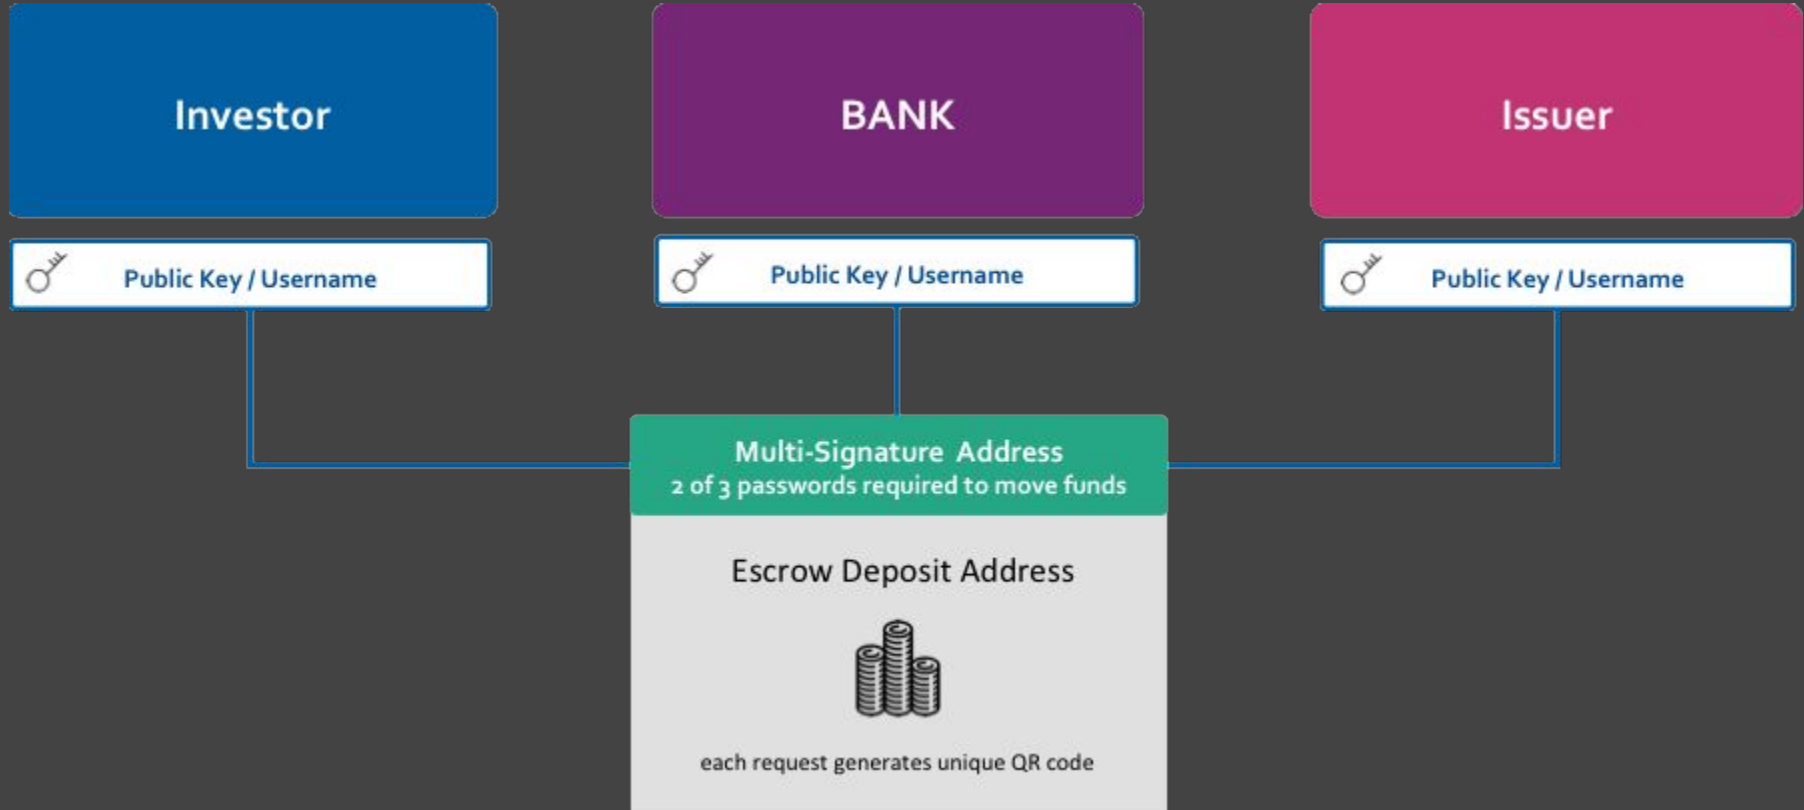 Investor
BANK
Issuer
Public Key / Username
Public Key / Username
Public Key / Username
Multi-Signature Address
2 of 3 passwords required to move funds
Escrow Deposit Address
each request generates unique QR code